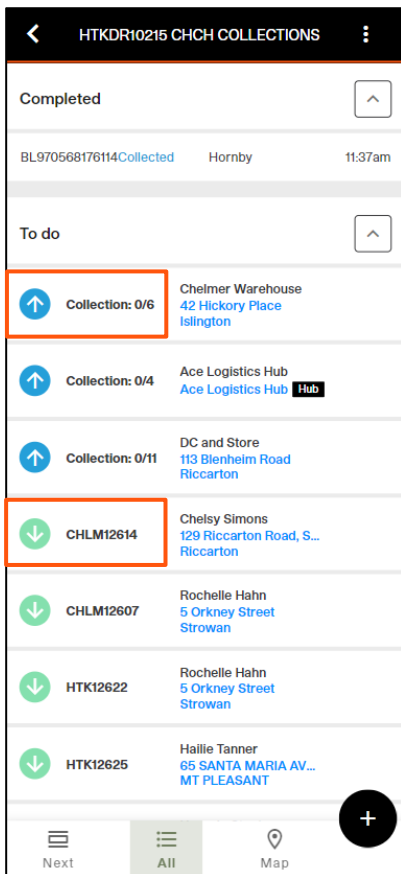 HTKDR10215 CHCH COLLECTIONS
Completed
BL970568176114Collected Hornby 11:37am
To do
Collection: 0/6
Chelmer Warehouse
42 Hickory Place
Islington
Collection: 0/4
Ace Logistics Hub
Ace Logistics Hub Hub
Collection: 0/11
DC and Store
113 Blenheim Road
Riccarton
CHLM12614
Chelsy Simons
129 Riccarton Road, S...
Riccarton
CHLM12607
Rochelle Hahn
5 Orkney Street
Strowan
HTK12622
Rochelle Hahn
5 Orkney Street
Strowan
HTK12625
Hailie Tanner
65 SANTA MARIA AV...
MT PLEASANT
+
Next All Map